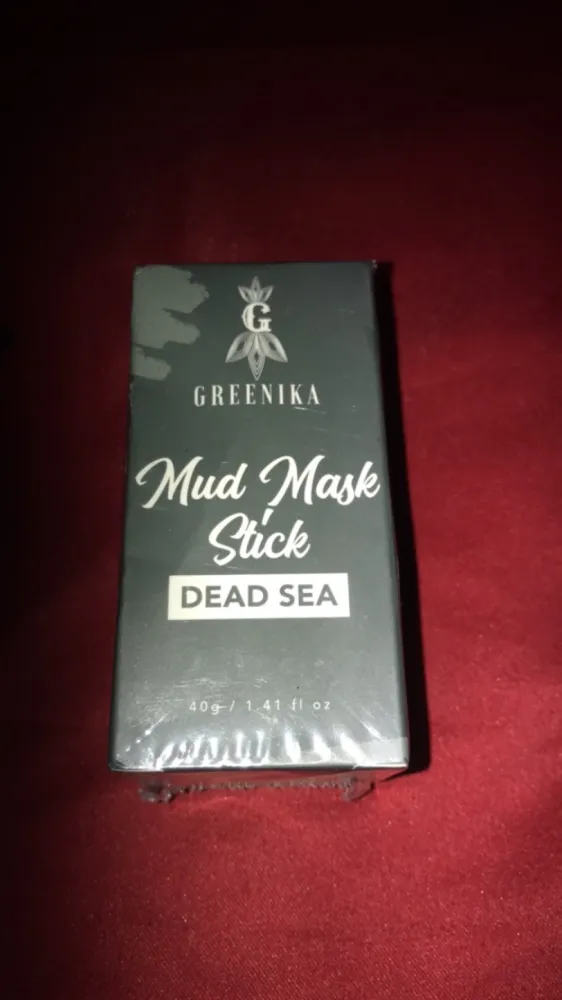 G
GREENIKA
Mud Mask
Stick
DEAD SEA
40g / 1.41 fl oz